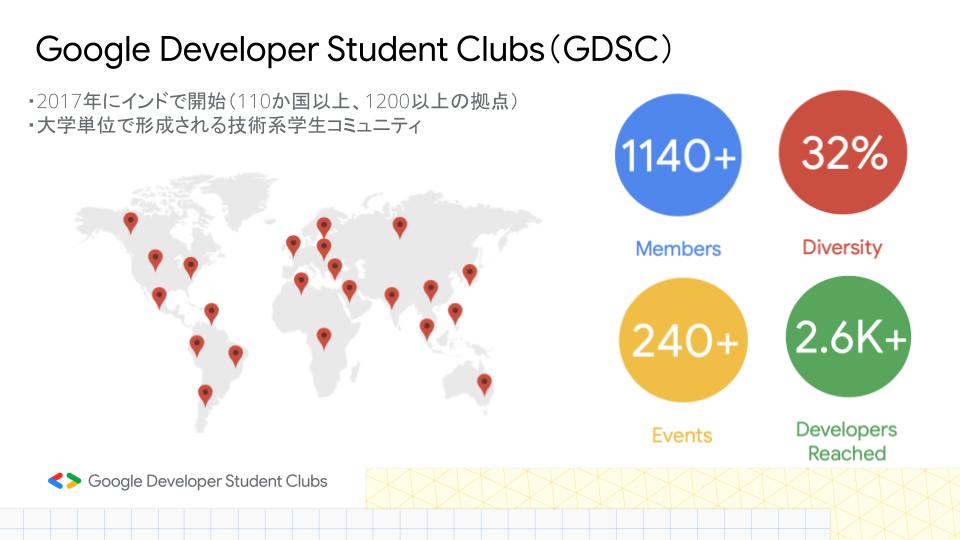 Google Developer Student Clubs（GDSC）
・2017年にインドで開始（110か国以上、1200以上の拠点）
・大学単位で形成される技術系学生コミュニティ
1140+
Members
32%
Diversity
240+
Events
2.6K+
Developers
Reached
Google Developer Student Clubs